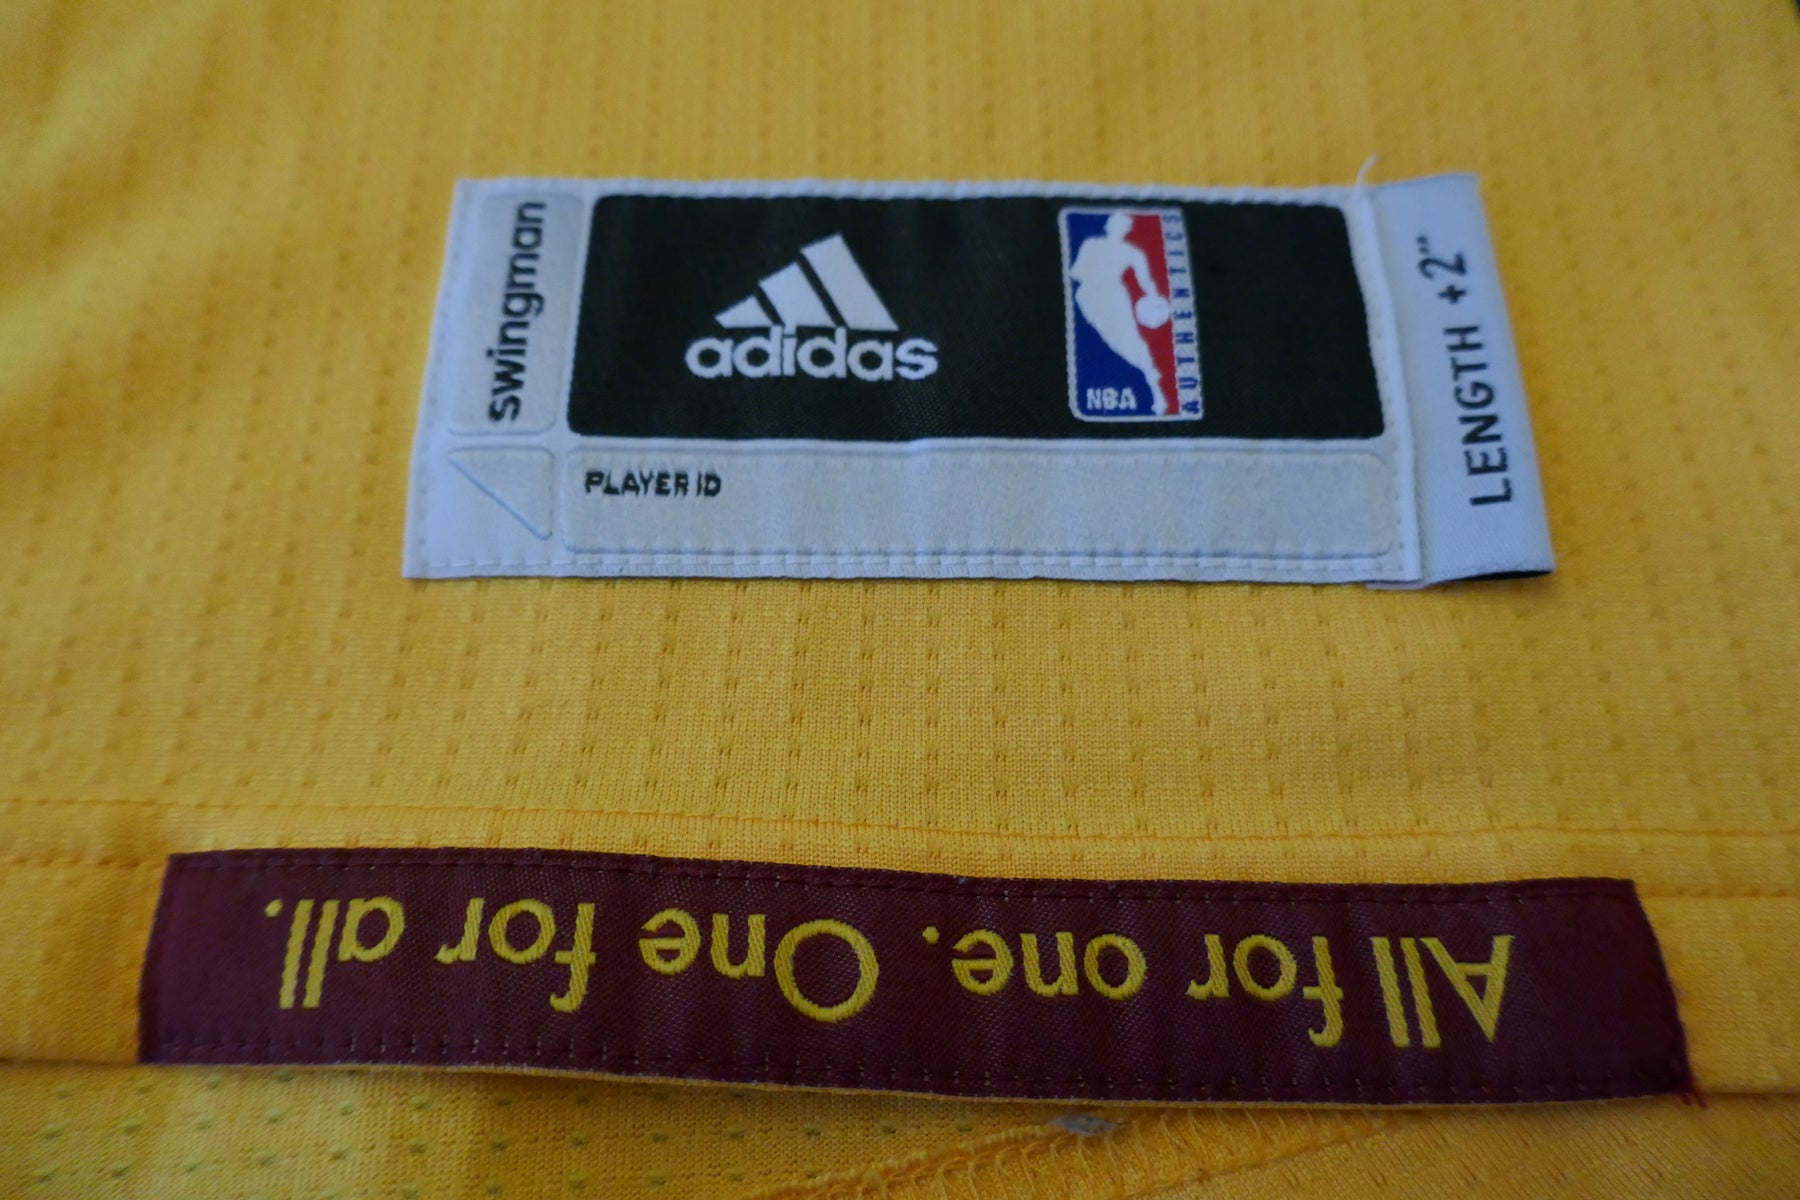 swingman
adidas
NBA
AUTHENTICS
LENGTH +2"
PLAYER ID
All for one. One for all.